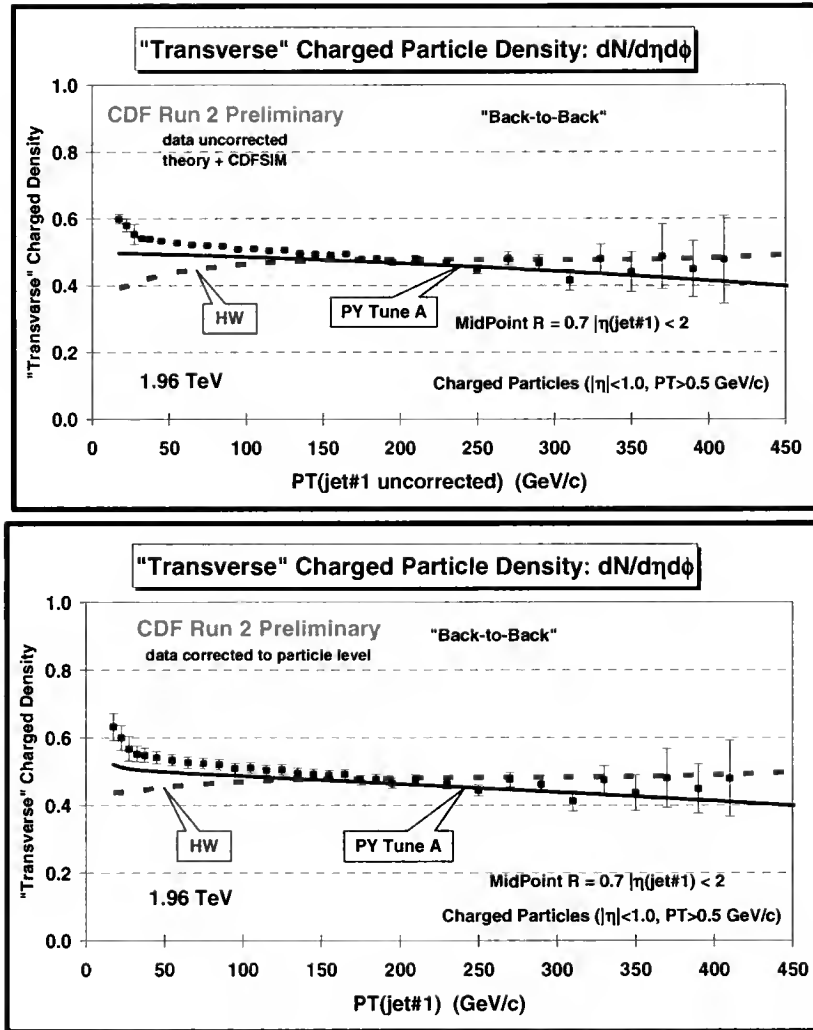 "Transverse" Charged Particle Density: dN/dηdϕ
1.0
CDF Run 2 Preliminary
"Back-to-Back"
data uncorrected
theory + CDFSIM
0.8
0.6
0.4
0.2
0.0
"Transverse" Charged Density
HW
PY Tune A
MidPoint R = 0.7 |η(jet#1) < 2
1.96 TeV
Charged Particles (|η|<1.0, PT>0.5 GeV/c)
0 50 100 150 200 250 300 350 400 450
PT(jet#1 uncorrected) (GeV/c)
"Transverse" Charged Particle Density: dN/dηdϕ
1.0
CDF Run 2 Preliminary
"Back-to-Back"
data corrected to particle level
0.8
0.6
0.4
0.2
0.0
"Transverse" Charged Density
HW
PY Tune A
MidPoint R = 0.7 |η(jet#1) < 2
1.96 TeV
Charged Particles (|η|<1.0, PT>0.5 GeV/c)
0 50 100 150 200 250 300 350 400 450
PT(jet#1) (GeV/c)